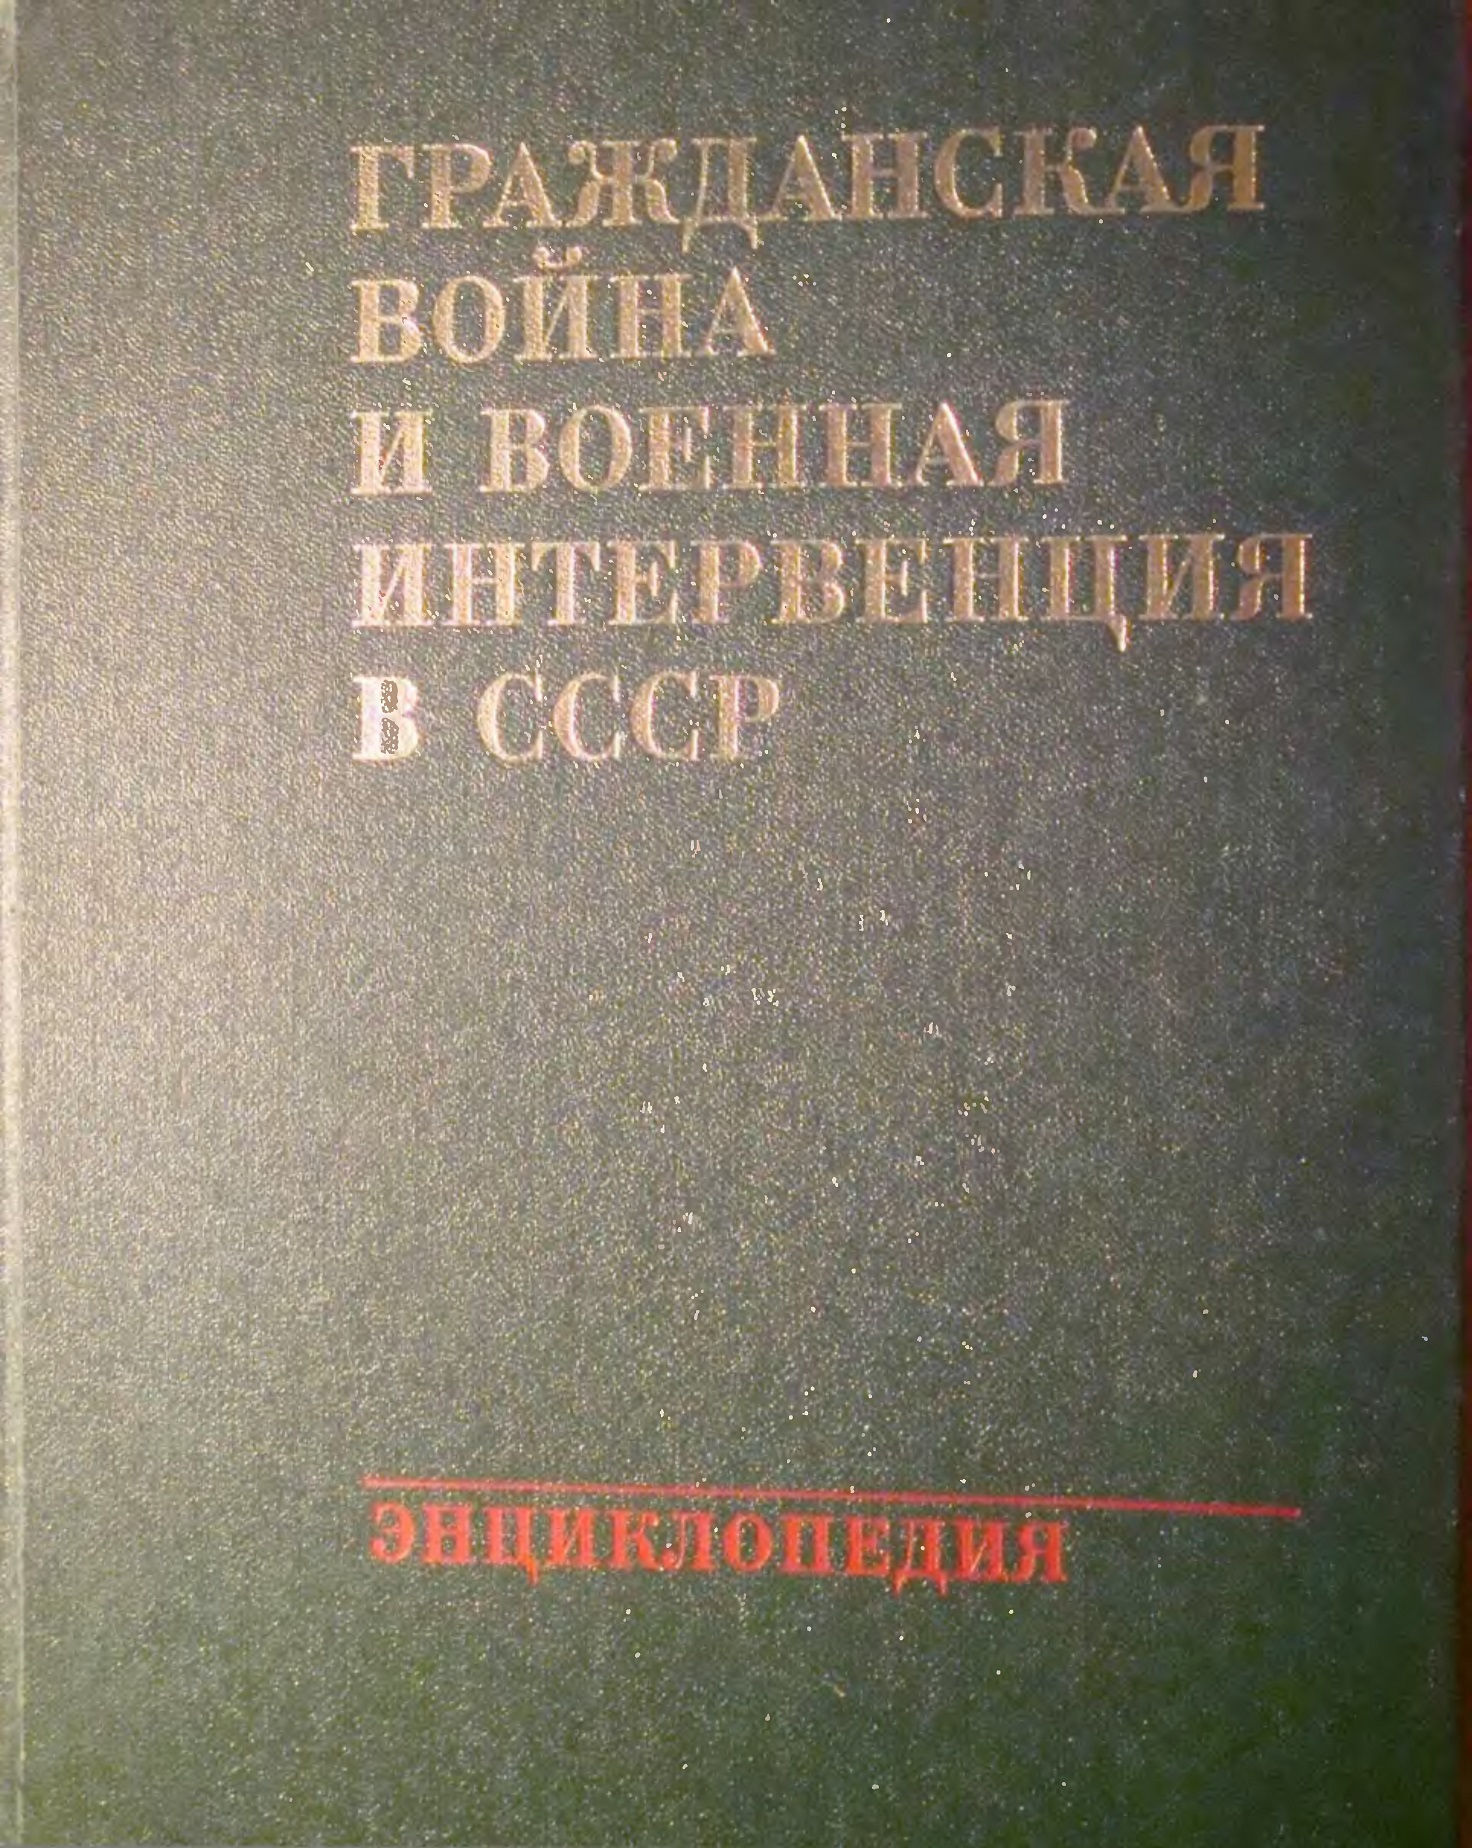 ГРАЖДАНСКАЯ
ВОЙНА
И ВОЕННАЯ
ИНТЕРВЕНЦИЯ
В СССР
ЭНЦИКЛОПЕДИЯ